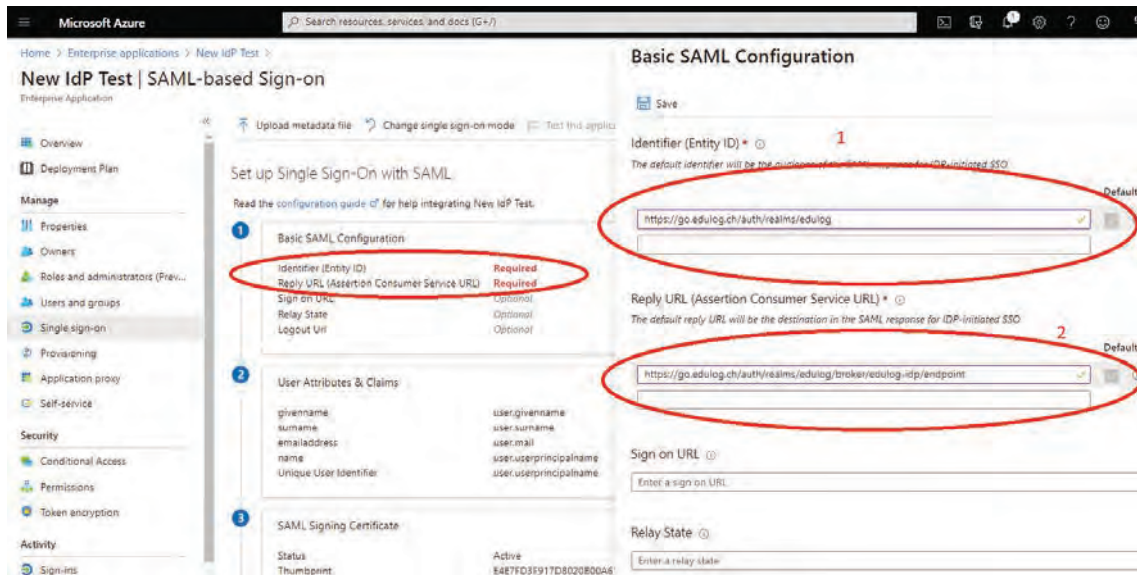 Microsoft Azure
Search resources, services, and docs (G+/)
1
Home > Enterprise applications > New IdP Test >
New IdP Test | SAML-based Sign-on
Enterprise Application
Overview
Deployment Plan
Manage
Properties
Owners
Roles and administrators (Prev...
Users and groups
Single sign-on
Provisioning
Application proxy
Self-service
Security
Conditional Access
Permissions
Token encryption
Activity
Sign-ins
Upload metadata file
Change single sign-on mode
Test this applica
Set up Single Sign-On with SAML
Read the configuration guide for help integrating New IdP Test.
1
Basic SAML Configuration
Identifier (Entity ID) Required
Reply URL (Assertion Consumer Service URL) Required
Sign on URL Optional
Relay State Optional
Logout Url Optional
2
User Attributes & Claims
givenname user.givenname
surname user.surname
emailaddress user.mail
name user.userprincipalname
Unique User Identifier user.userprincipalname
3
SAML Signing Certificate
Status Active
Thumbprint
Basic SAML Configuration
Save
Identifier (Entity ID) *
1
The default identifier will be the audience of the SAML response for IDP-initiated SSO
Default
https://go.edulog.ch/auth/realms/edulog
Reply URL (Assertion Consumer Service URL) *
The default reply URL will be the destination in the SAML response for IDP-initiated SSO
2
Default
https://go.edulog.ch/auth/realms/edulog/broker/edulog-idp/endpoint
Sign on URL
Enter a sign on URL
Relay State
Enter a relay state